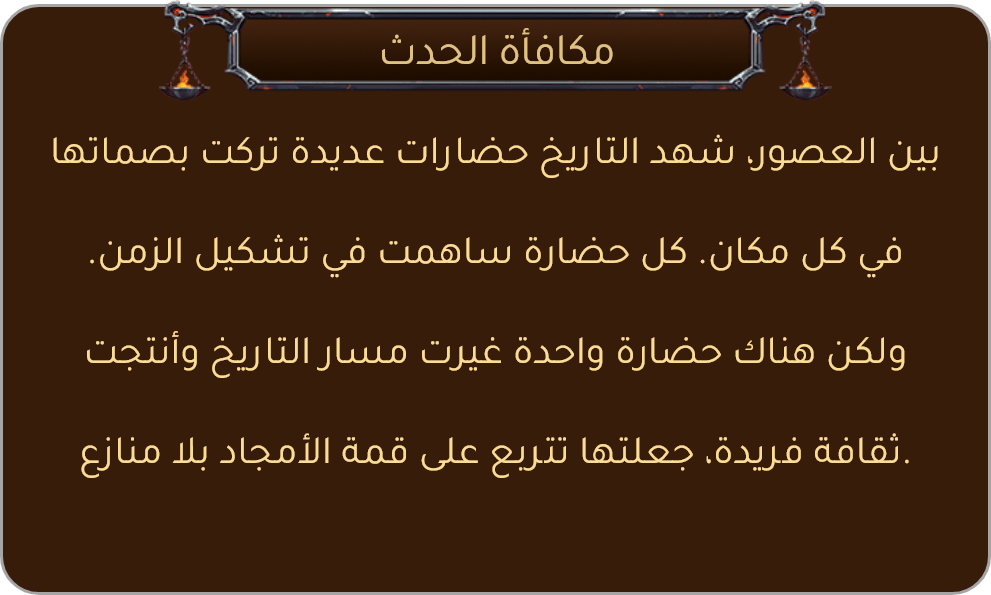 مكافأة الحدث
بين العصور، شهد التاريخ حضارات عديدة تركت بصماتها
في كل مكان. كل حضارة ساهمت في تشكيل الزمن.
ولكن هناك حضارة واحدة غيرت مسار التاريخ وأنتجت
.ثقافة فريدة، جعلتها تتربع على قمة الأمجاد بلا منازع